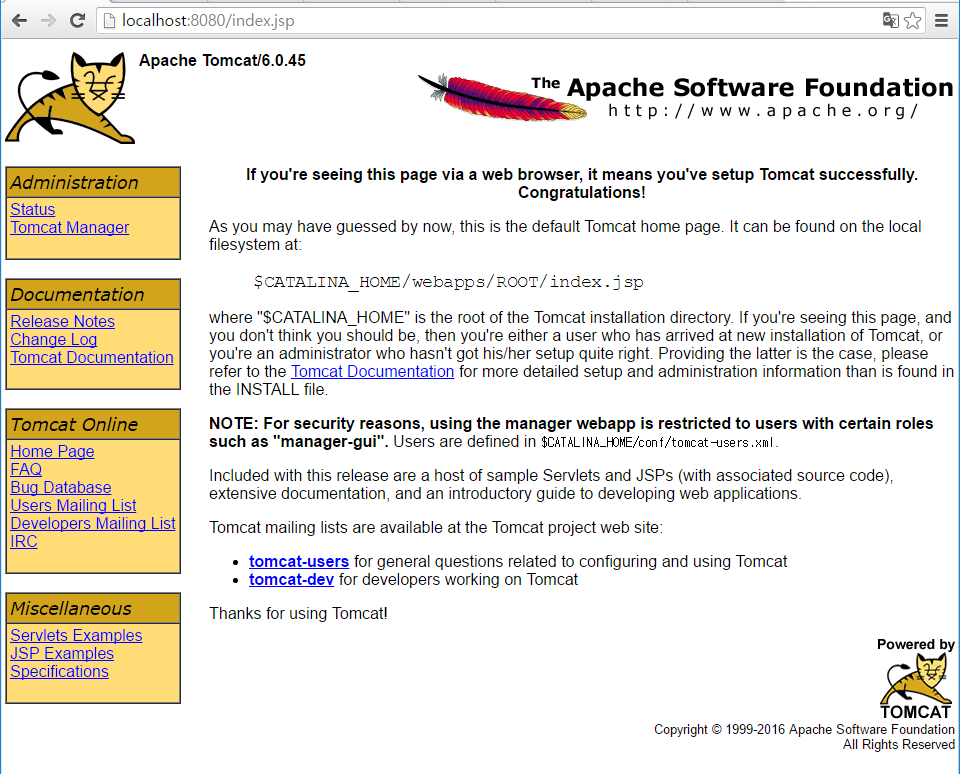 localhost:8080/index.jsp
Apache Tomcat/6.0.45
The Apache Software Foundation
http://www.apache.org/
Administration
Status
Tomcat Manager
Documentation
Release Notes
Change Log
Tomcat Documentation
Tomcat Online
Home Page
FAQ
Bug Database
Users Mailing List
Developers Mailing List
IRC
Miscellaneous
Servlets Examples
JSP Examples
Specifications
If you're seeing this page via a web browser, it means you've setup Tomcat successfully.
Congratulations!
As you may have guessed by now, this is the default Tomcat home page. It can be found on the local
filesystem at:
$CATALINA_HOME/webapps/ROOT/index.jsp
where "$CATALINA_HOME" is the root of the Tomcat installation directory. If you're seeing this page, and
you don't think you should be, then you're either a user who has arrived at new installation of Tomcat, or
you're an administrator who hasn't got his/her setup quite right. Providing the latter is the case, please
refer to the Tomcat Documentation for more detailed setup and administration information than is found in
the INSTALL file.
NOTE: For security reasons, using the manager webapp is restricted to users with certain roles
such as "manager-gui". Users are defined in $CATALINA_HOME/conf/tomcat-users.xml.
Included with this release are a host of sample Servlets and JSPs (with associated source code),
extensive documentation, and an introductory guide to developing web applications.
Tomcat mailing lists are available at the Tomcat project web site:
• tomcat-users for general questions related to configuring and using Tomcat
• tomcat-dev for developers working on Tomcat
Thanks for using Tomcat!
Powered by
TOMCAT
Copyright © 1999-2016 Apache Software Foundation
All Rights Reserved